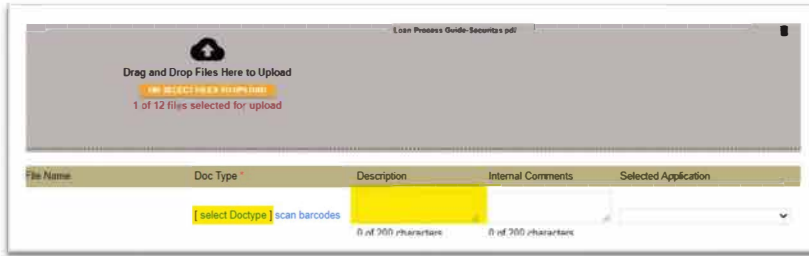 Loan Process Guide-Securitas pdf
Drag and Drop Files Here to Upload
OR SELECT FILES TO UPLOAD
1 of 12 files selected for upload
File Name
Doc Type *
Description
Internal Comments
Selected Application
[ select Doctype ] scan barcodes
0 of 200 characters
0 of 200 characters